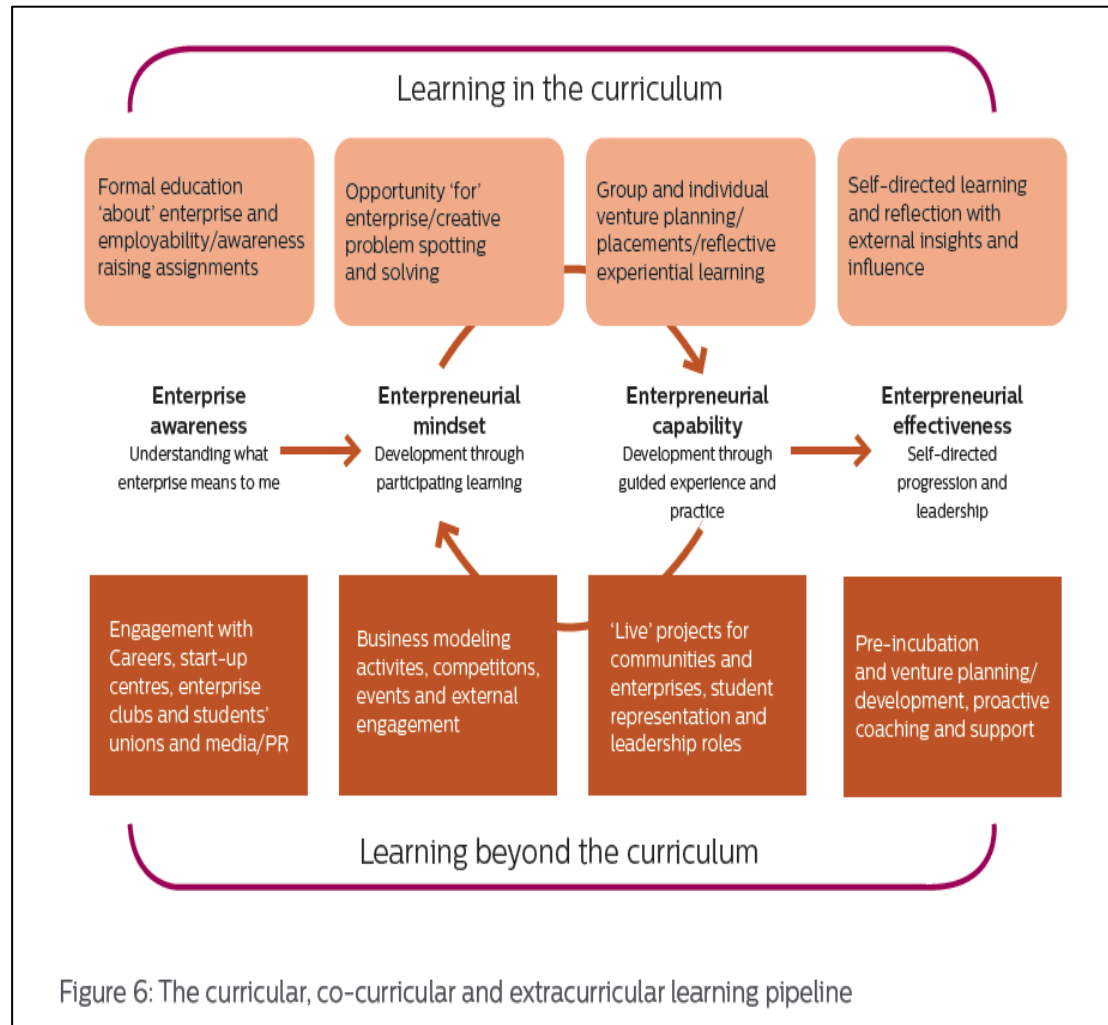 Learning in the curriculum
Formal education
‘about’ enterprise and
employability/awareness
raising assignments
Opportunity ‘for’
enterprise/creative
problem spotting
and solving
Group and individual
venture planning/
placements/reflective
experiential learning
Self-directed learning
and reflection with
external insights and
influence
Enterprise
awareness
Understanding what
enterprise means to me
Enterpreneurial
mindset
Development through
participating learning
Enterpreneurial
capability
Development through
guided experience and
practice
Enterpreneurial
effectiveness
Self-directed
progression and
leadership
Engagement with
Careers, start-up
centres, enterprise
clubs and students’
unions and media/PR
Business modeling
activites, competitons,
events and external
engagement
‘Live’ projects for
communities and
enterprises, student
representation and
leadership roles
Pre-incubation
and venture planning/
development, proactive
coaching and support
Learning beyond the curriculum
Figure 6: The curricular, co-curricular and extracurricular learning pipeline